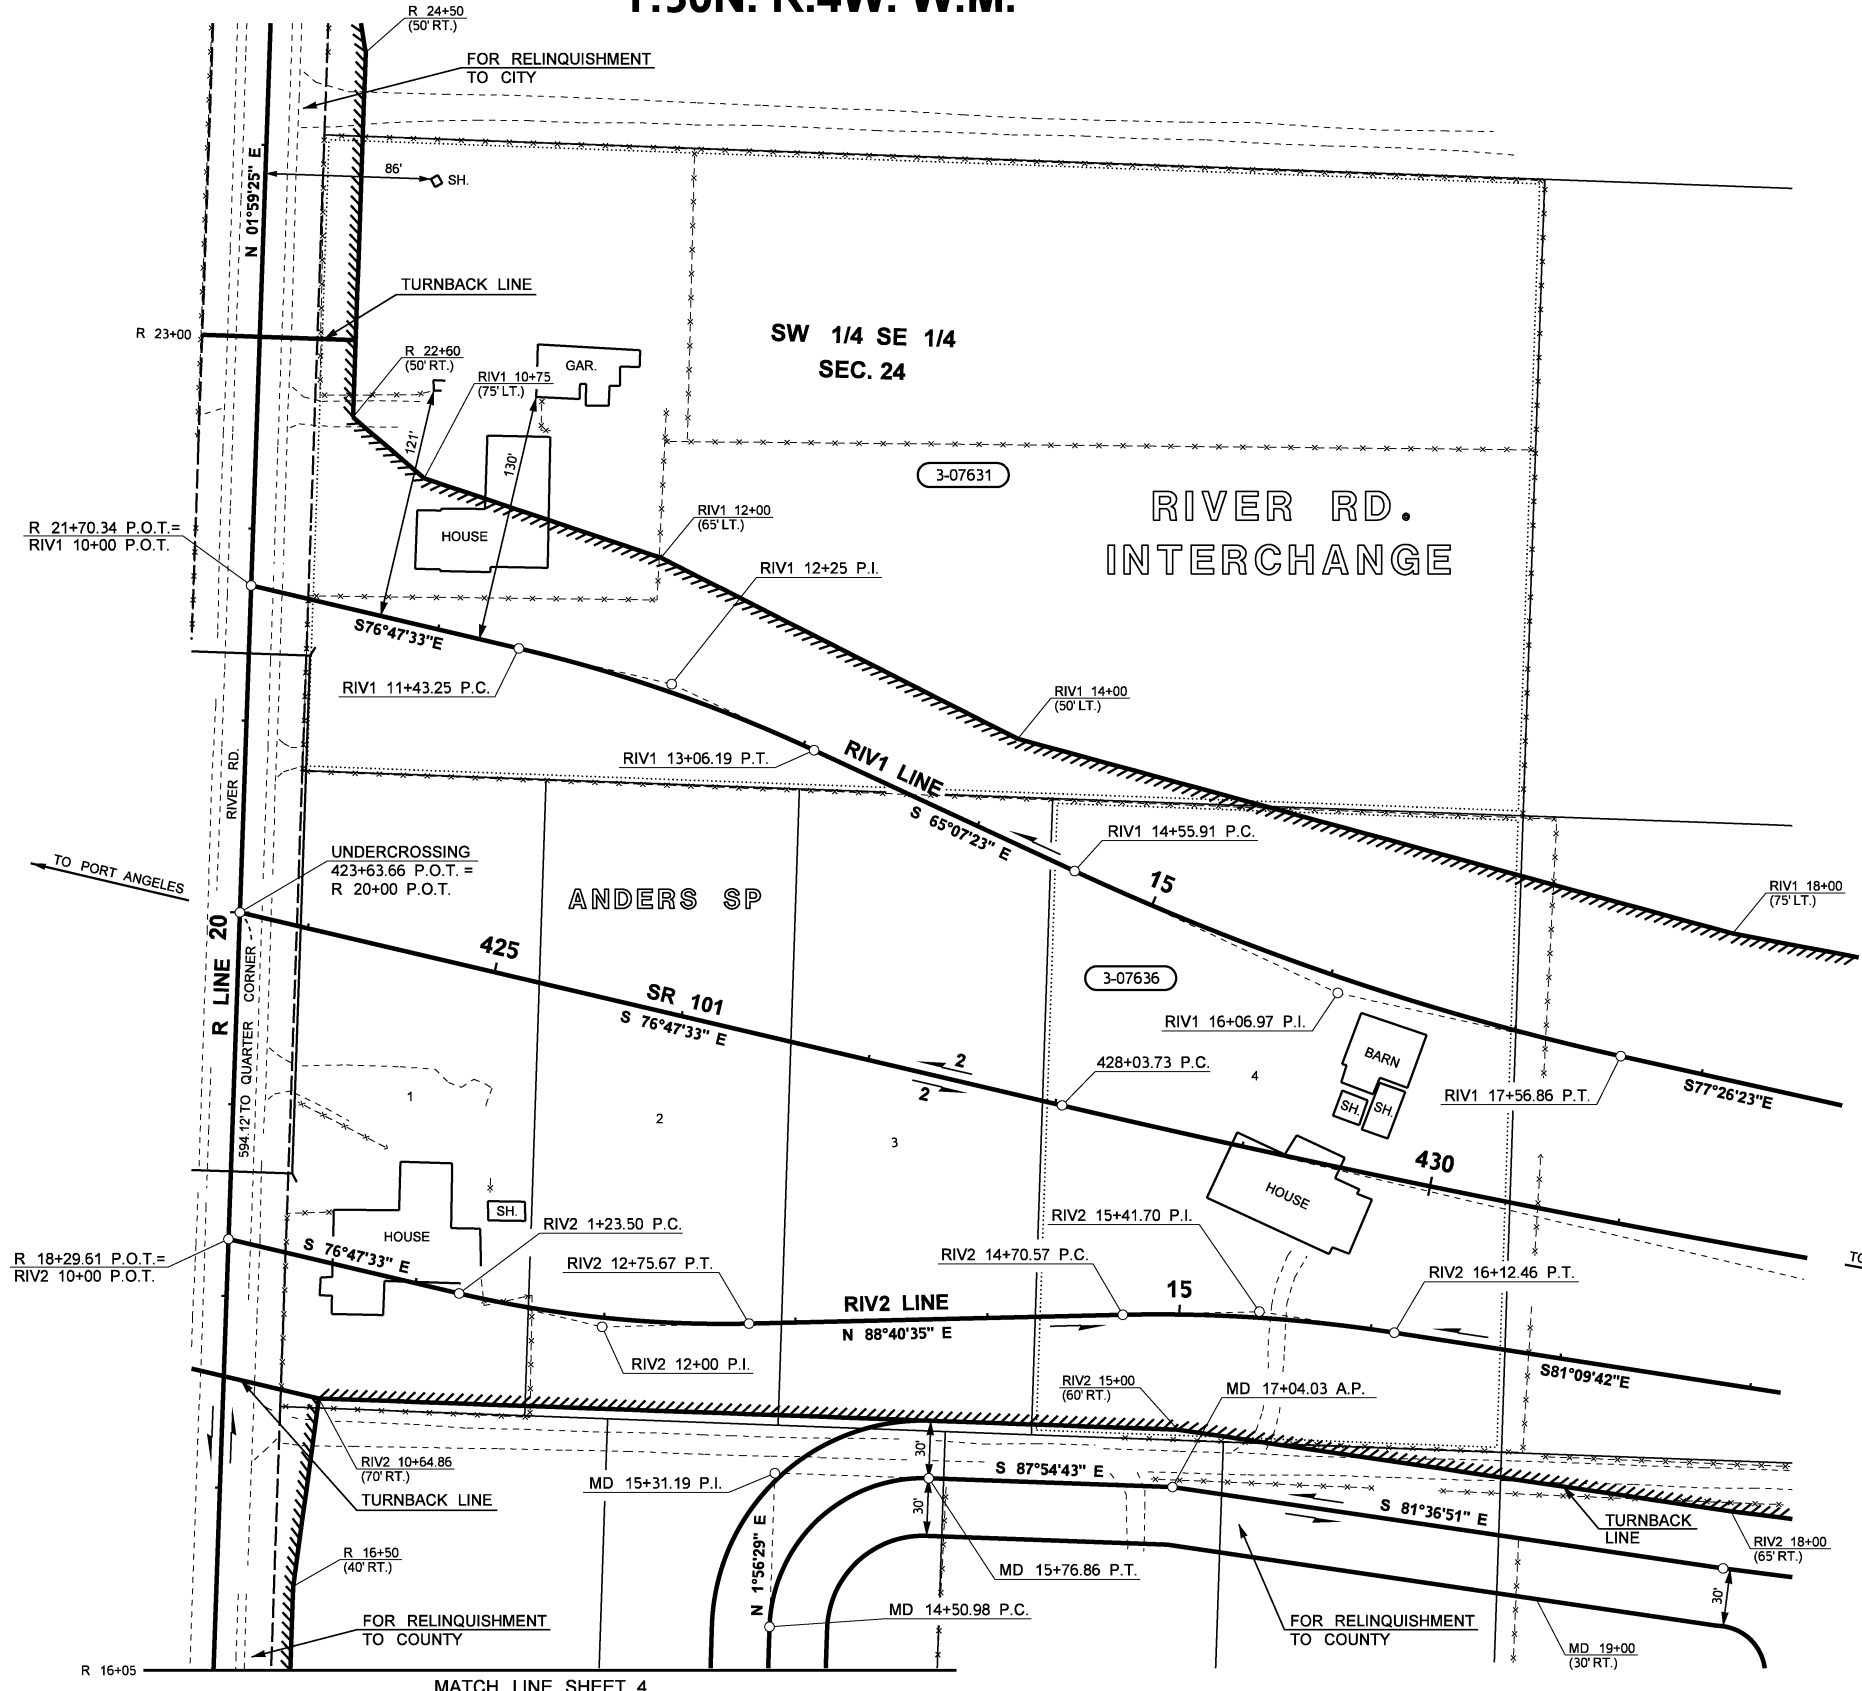 T.30N. R.4W. W.M.
R 24+50
(50' RT.)
FOR RELINQUISHMENT
TO CITY
N 01°59'25" E
86'
SH.
TURNBACK LINE
R 23+00
R 22+60
(50' RT.)
RIV1 10+75
(75' LT.)
GAR.
121'
130'
HOUSE
SW 1/4 SE 1/4
SEC. 24
3-07631
RIVER RD.
INTERCHANGE
R 21+70.34 P.O.T.=
RIV1 10+00 P.O.T.
RIV1 12+00
(65' LT.)
RIV1 12+25 P.I.
S76°47'33"E
RIV1 11+43.25 P.C.
RIV1 14+00
(50' LT.)
RIV1 13+06.19 P.T.
RIV1 LINE
S 65°07'23" E
RIVER RD.
RIV1 14+55.91 P.C.
UNDERCROSSING
423+63.66 P.O.T. =
R 20+00 P.O.T.
TO PORT ANGELES
ANDERS SP
15
RIV1 18+00
(75' LT.)
R LINE 20
594.12' TO QUARTER CORNER
425
SR 101
S 76°47'33" E
3-07636
RIV1 16+06.97 P.I.
BARN
SH.
SH.
2
2
428+03.73 P.C.
4
RIV1 17+56.86 P.T.
S77°26'23"E
1
2
3
430
HOUSE
SH.
HOUSE
RIV2 1+23.50 P.C.
RIV2 15+41.70 P.I.
R 18+29.61 P.O.T.=
RIV2 10+00 P.O.T.
S 76°47'33" E
RIV2 12+75.67 P.T.
RIV2 14+70.57 P.C.
RIV2 16+12.46 P.T.
TO
RIV2 LINE
N 88°40'35" E
15
RIV2 12+00 P.I.
S81°09'42"E
RIV2 15+00
(60' RT.)
MD 17+04.03 A.P.
RIV2 10+64.86
(70' RT.)
TURNBACK LINE
MD 15+31.19 P.I.
30'
30'
S 87°54'43" E
S 81°36'51" E
TURNBACK
LINE
RIV2 18+00
(65' RT.)
N 1°56'29" E
R 16+50
(40' RT.)
MD 15+76.86 P.T.
MD 14+50.98 P.C.
30'
FOR RELINQUISHMENT
TO COUNTY
FOR RELINQUISHMENT
TO COUNTY
MD 19+00
(30' RT.)
R 16+05
MATCH LINE SHEET 4